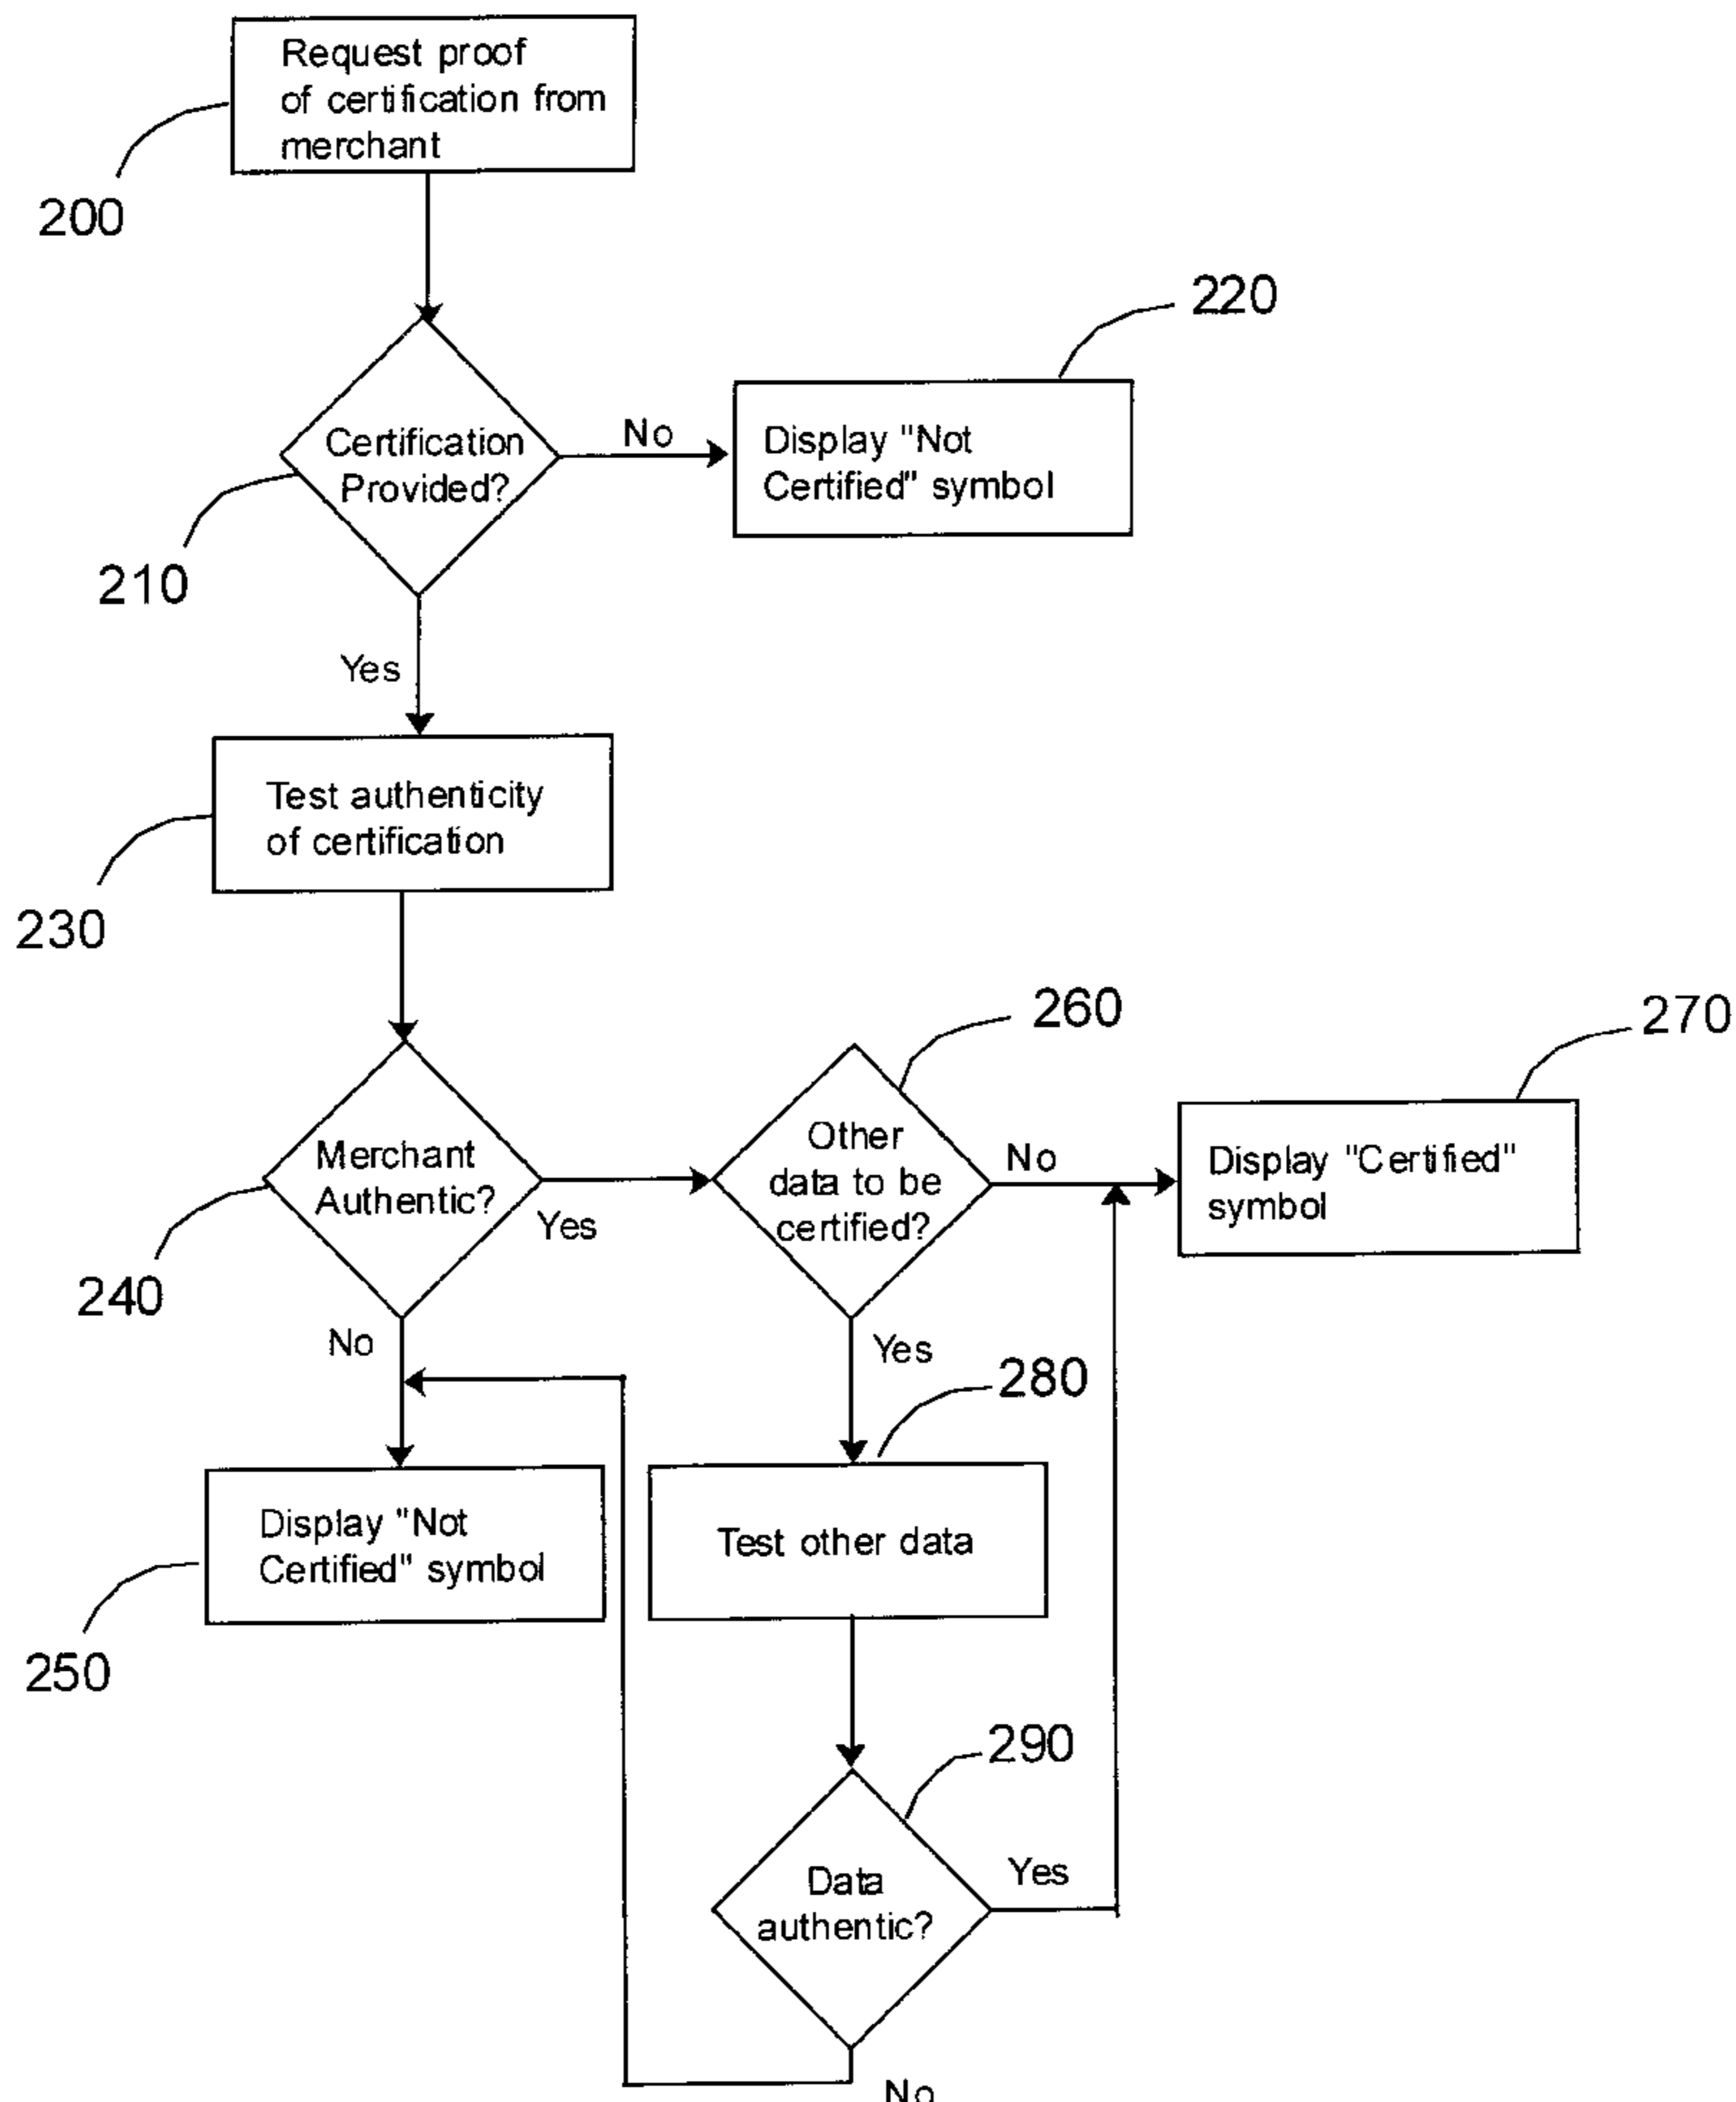 Request proof
of certification from
merchant
200
220
Certification
Provided?
No
Display "Not
Certified" symbol
210
Yes
Test authenticity
of certification
230
260
270
Merchant
Authentic?
Yes
Other
data to be
certified?
No
Display "Certified"
symbol
240
No
Yes
280
Display "Not
Certified" symbol
Test other data
250
290
Data
authentic?
Yes
No